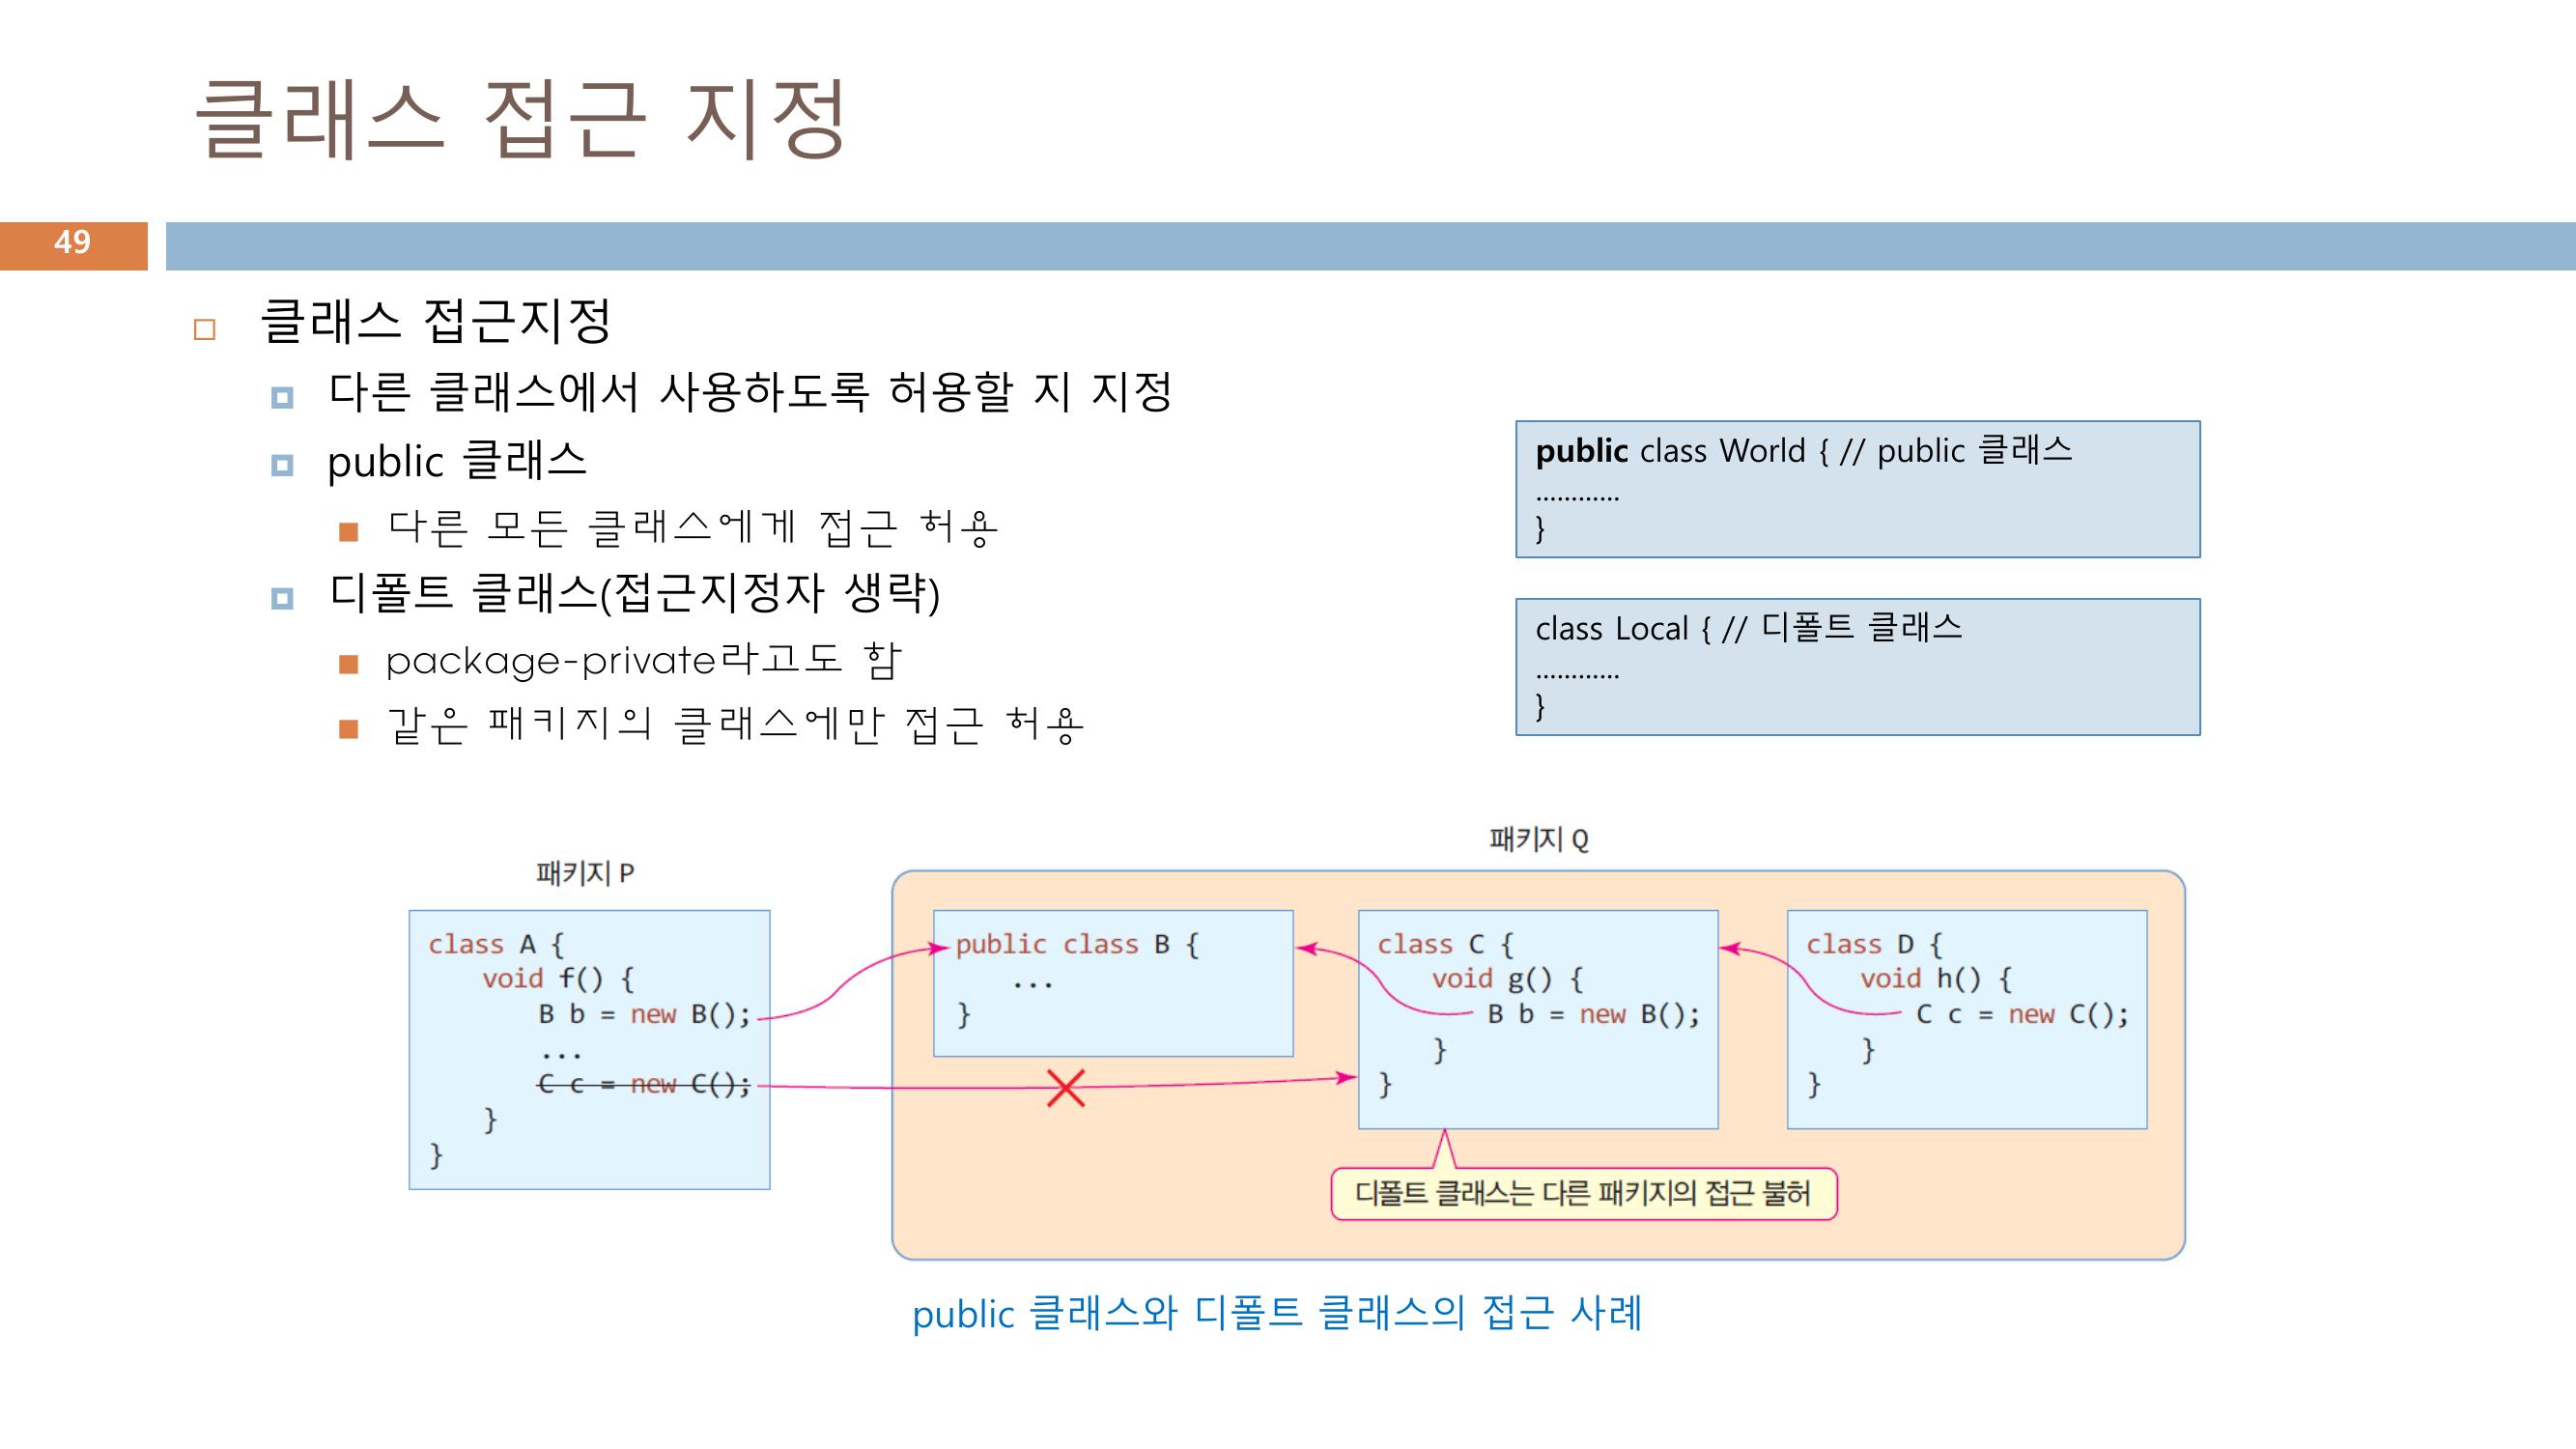 클래스 접근 지정
49
클래스 접근지정
다른 클래스에서 사용하도록 허용할 지 지정
public 클래스
다른 모든 클래스에게 접근 허용
디폴트 클래스(접근지정자 생략)
package-private라고도 함
같은 패키지의 클래스에만 접근 허용
public class World { // public 클래스
............
}
class Local { // 디폴트 클래스
............
}
패키지 P
class A {
void f() {
B b = new B();
...
C c = new C();
}
}
패키지 Q
public class B {
...
}
class C {
void g() {
B b = new B();
}
}
class D {
void h() {
C c = new C();
}
}
디폴트 클래스는 다른 패키지의 접근 불허
public 클래스와 디폴트 클래스의 접근 사례